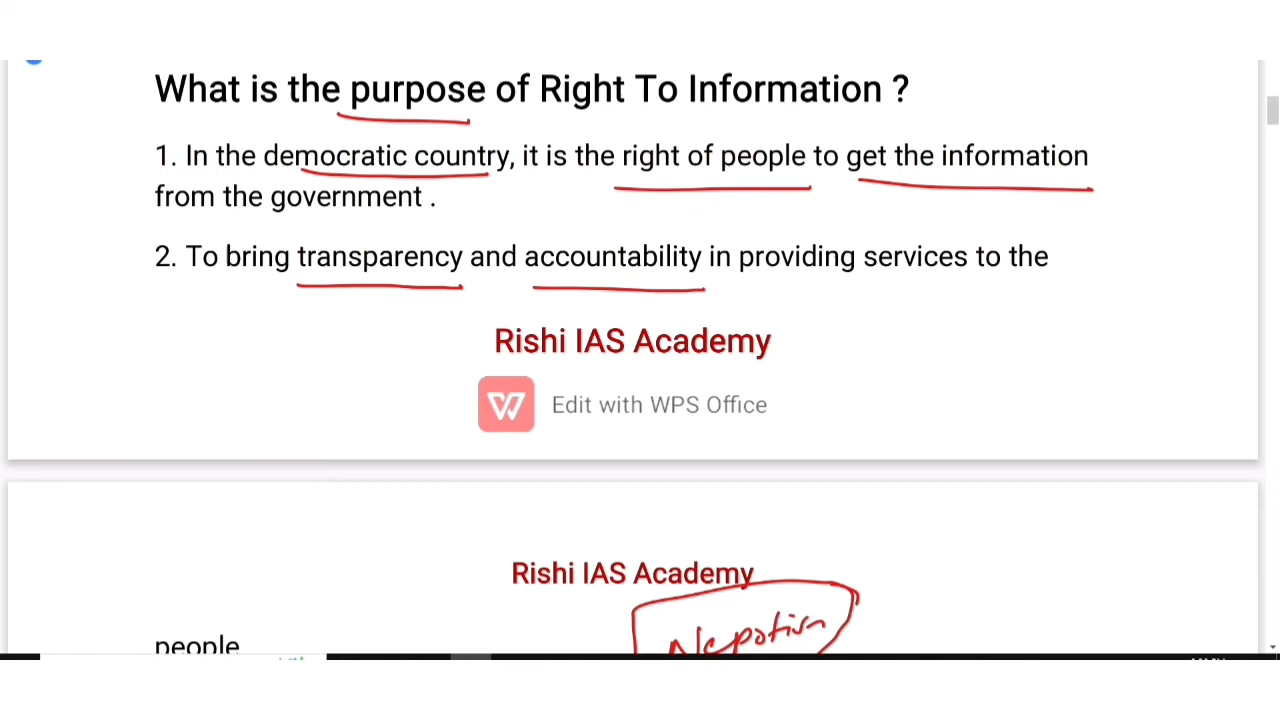 What is the purpose of Right To Information ?
1. In the democratic country, it is the right of people to get the information
from the government .
2. To bring transparency and accountability in providing services to the
Rishi IAS Academy
Edit with WPS Office
Rishi IAS Academy
Nepotism
people